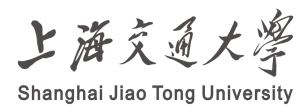 上海交通大學
Shanghai Jiao Tong University